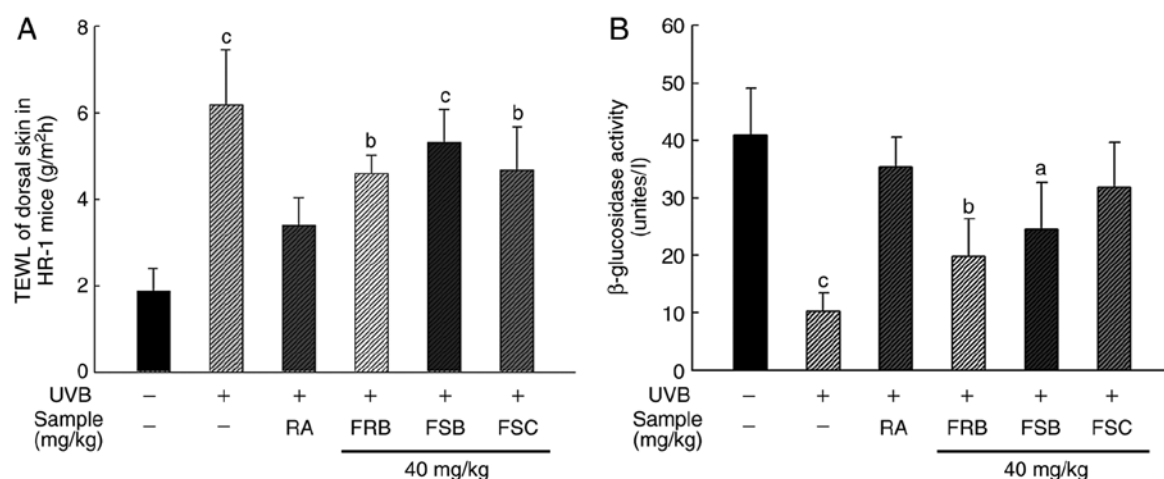 A
TEWL of dorsal skin in
HR-1 mice (g/m²h)
8
6
4
2
0
c
b
c
b
UVB − + + + + +
Sample
(mg/kg) − − RA FRB FSB FSC
40 mg/kg
B
β-glucosidase activity
(unites/l)
60
50
40
30
20
10
0
c
b
a
UVB − + + + + +
Sample
(mg/kg) − − RA FRB FSB FSC
40 mg/kg